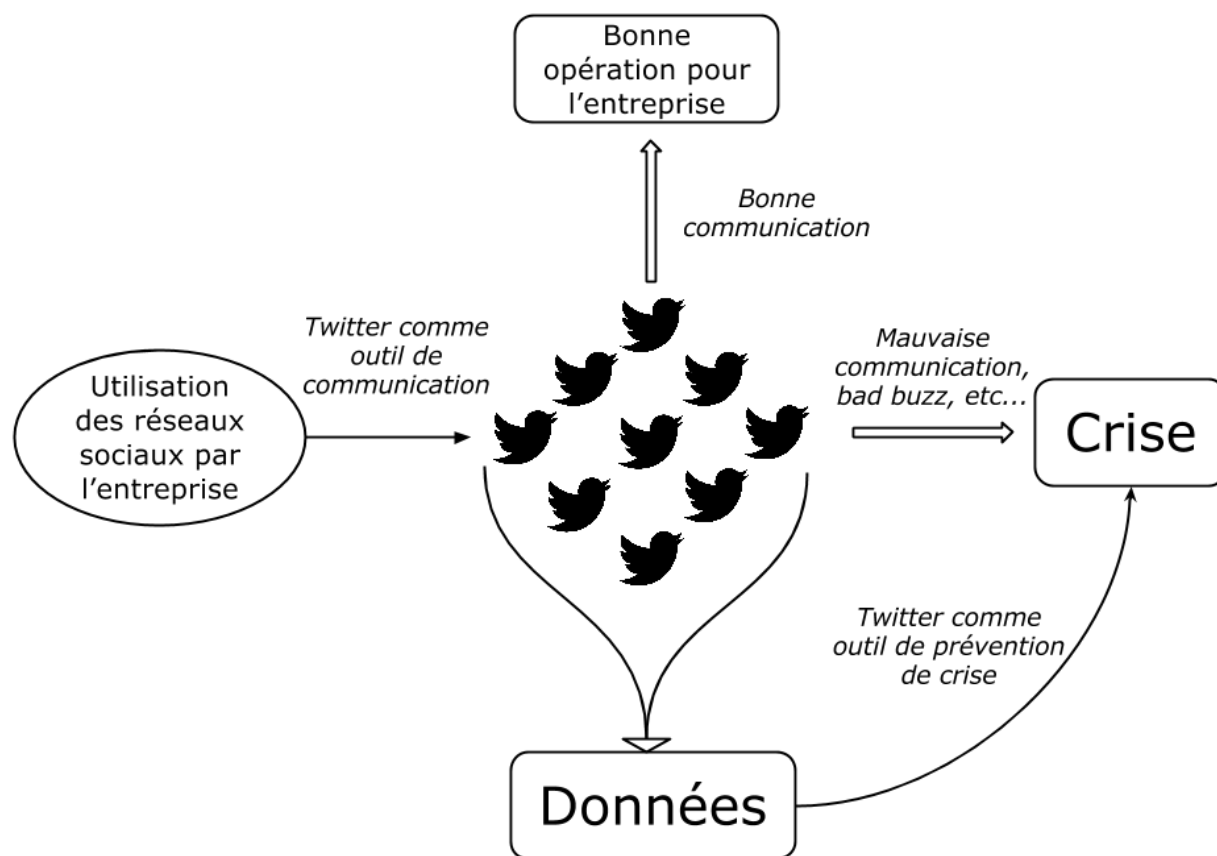 Bonne
opération pour
l’entreprise
Bonne
communication
Twitter comme
outil de
communication
Mauvaise
communication,
bad buzz, etc...
Utilisation
des réseaux
sociaux par
l’entreprise
Crise
Twitter comme
outil de prévention
de crise
Données